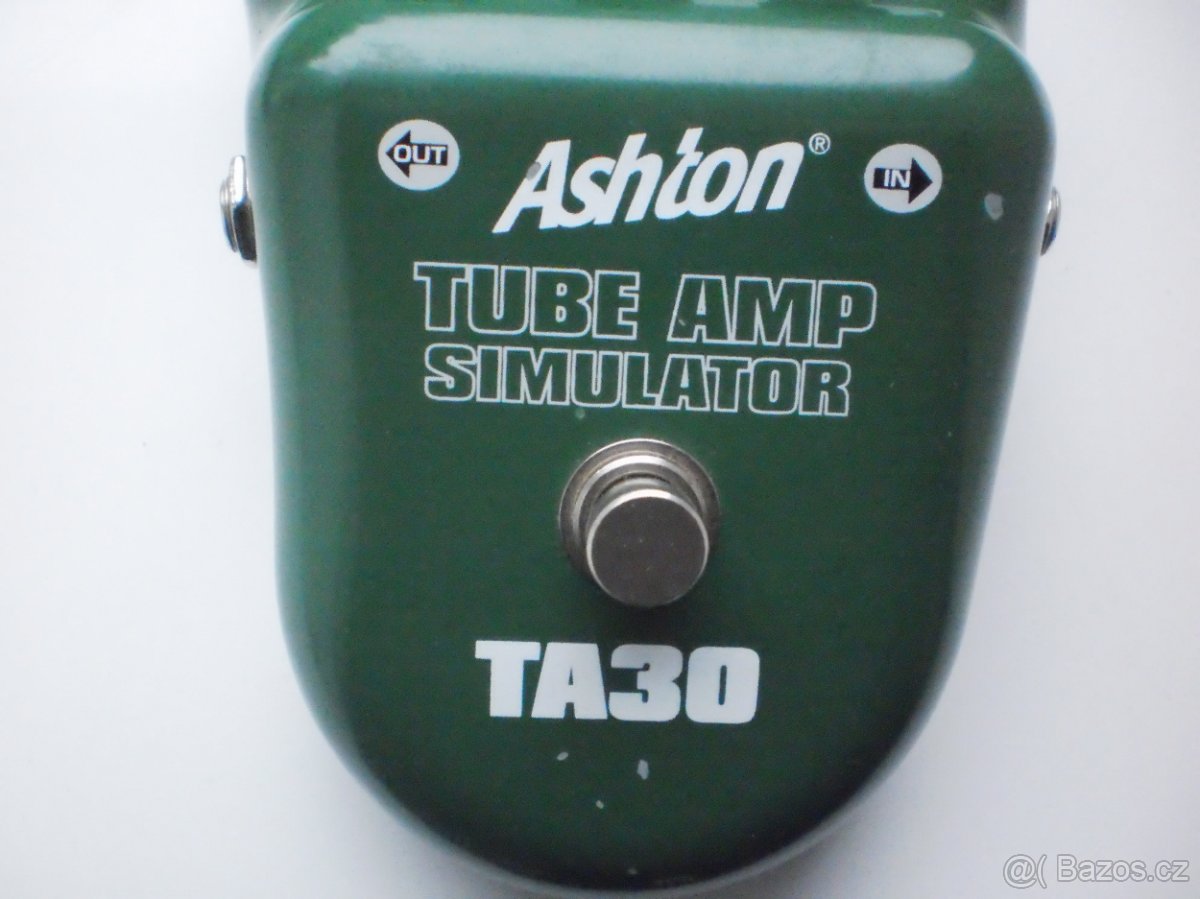 OUT Ashton® IN
TUBE AMP
SIMULATOR
TA30
@( Bazos.cz